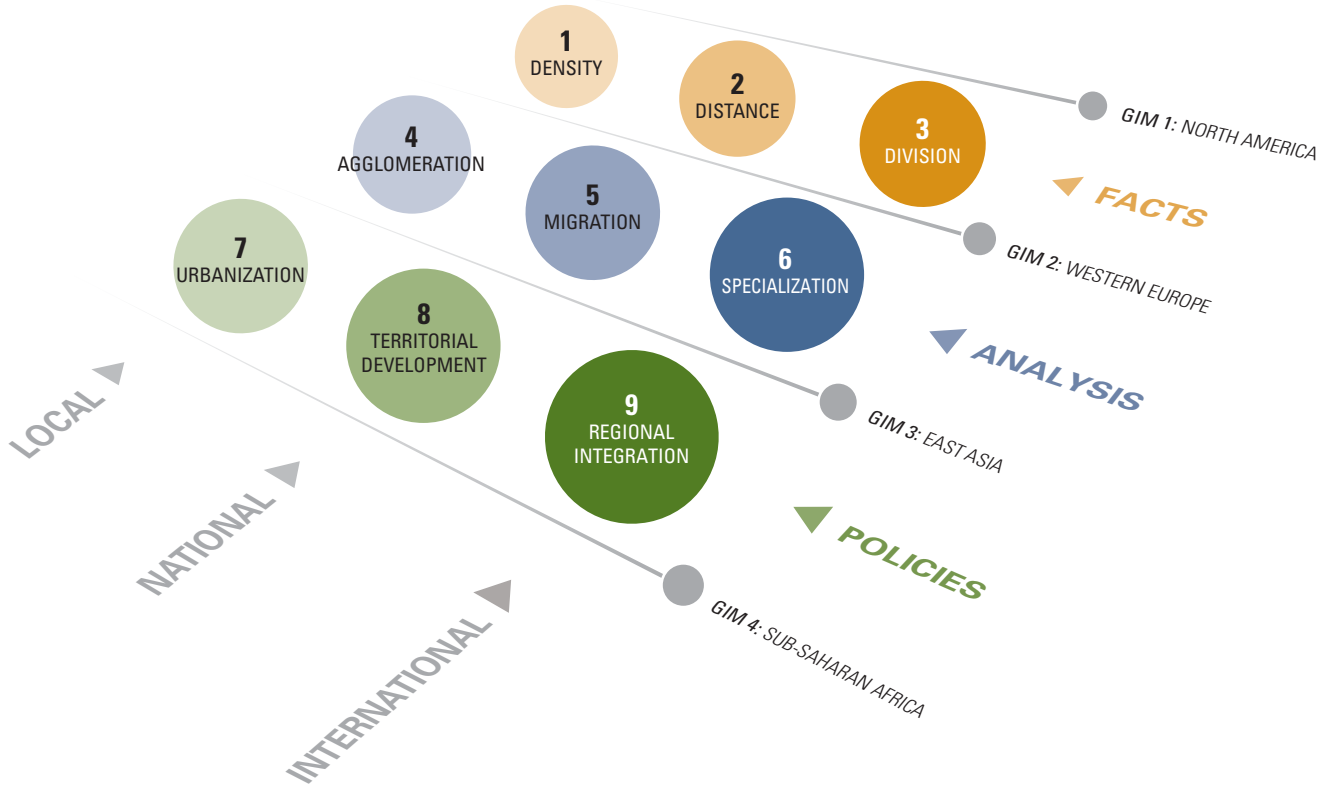 1
DENSITY
2
DISTANCE
3
DIVISION
GIM 1: NORTH AMERICA
FACTS
4
AGGLOMERATION
5
MIGRATION
6
SPECIALIZATION
GIM 2: WESTERN EUROPE
ANALYSIS
7
URBANIZATION
8
TERRITORIAL
DEVELOPMENT
9
REGIONAL
INTEGRATION
GIM 3: EAST ASIA
POLICIES
GIM 4: SUB-SAHARAN AFRICA
LOCAL
NATIONAL
INTERNATIONAL